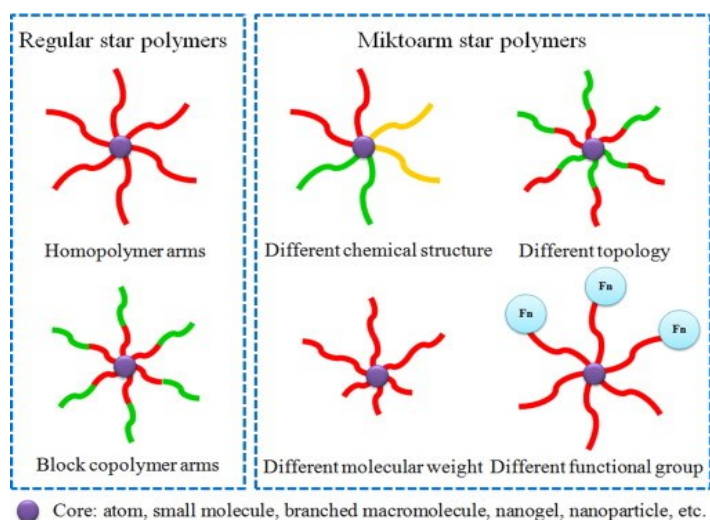 Regular star polymers
Miktoarm star polymers
Homopolymer arms
Different chemical structure
Different topology
Fn
Fn
Fn
Block copolymer arms
Different molecular weight
Different functional group
Core: atom, small molecule, branched macromolecule, nanogel, nanoparticle, etc.